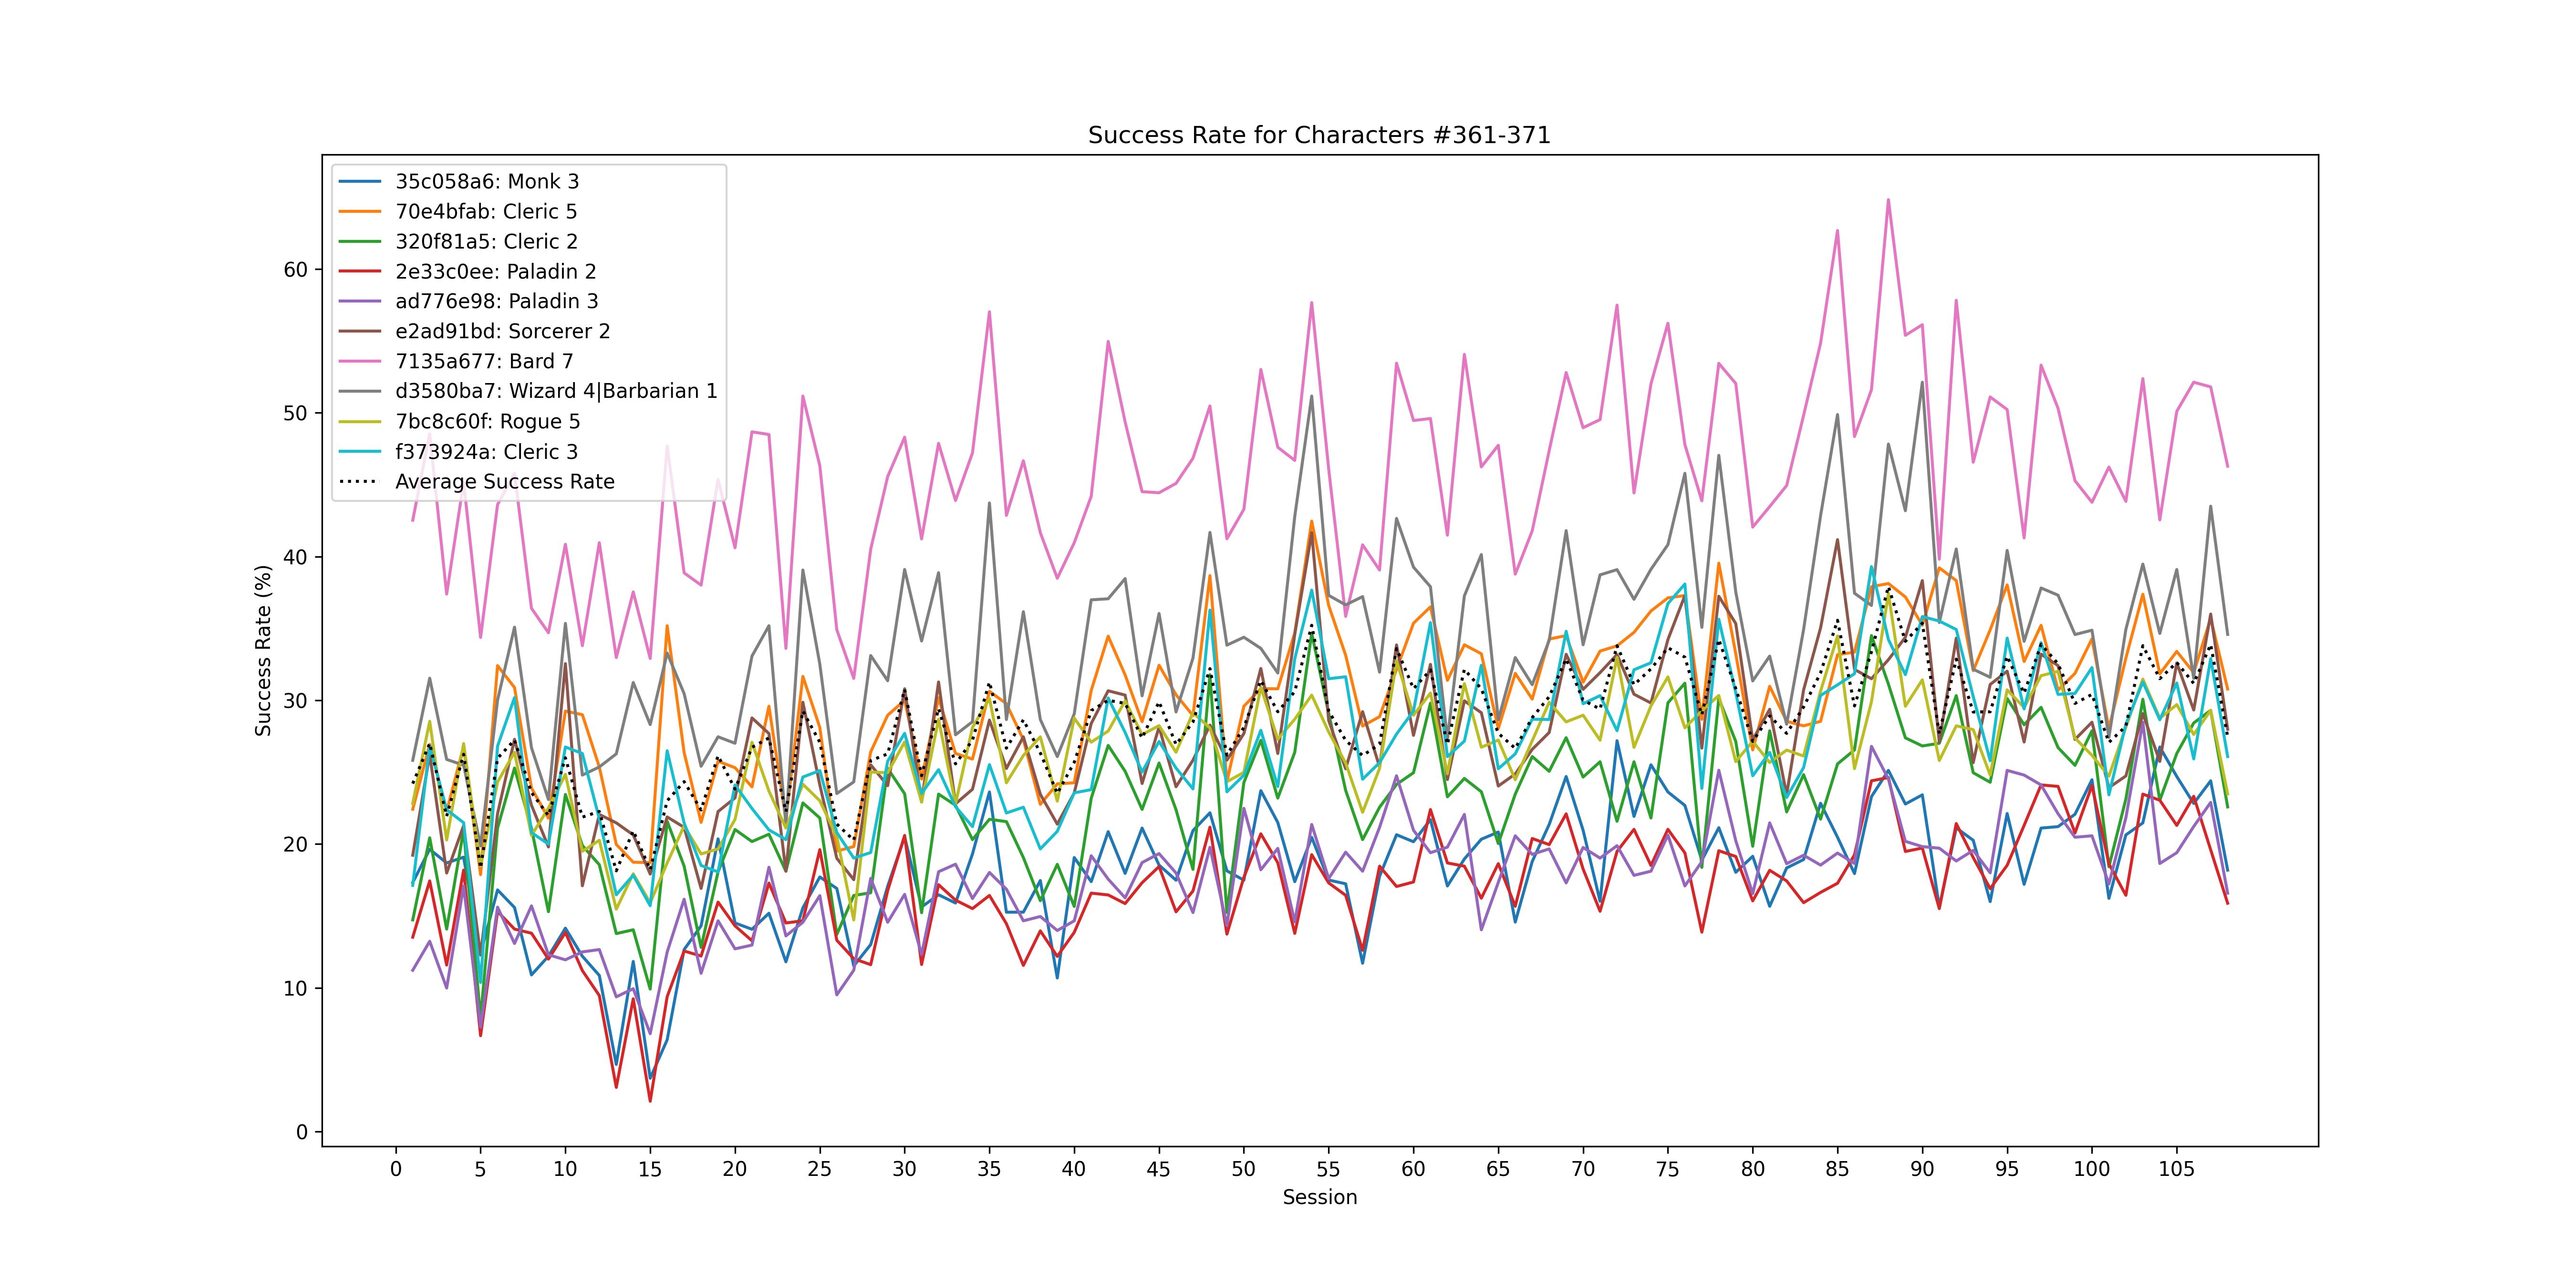 Success Rate for Characters #361-371
35c058a6: Monk 3
70e4bfab: Cleric 5
320f81a5: Cleric 2
2e33c0ee: Paladin 2
ad776e98: Paladin 3
e2ad91bd: Sorcerer 2
7135a677: Bard 7
d3580ba7: Wizard 4|Barbarian 1
7bc8c60f: Rogue 5
f373924a: Cleric 3
Average Success Rate
Success Rate (%)
60
50
40
30
20
10
0
0 5 10 15 20 25 30 35 40 45 50 55 60 65 70 75 80 85 90 95 100 105
Session